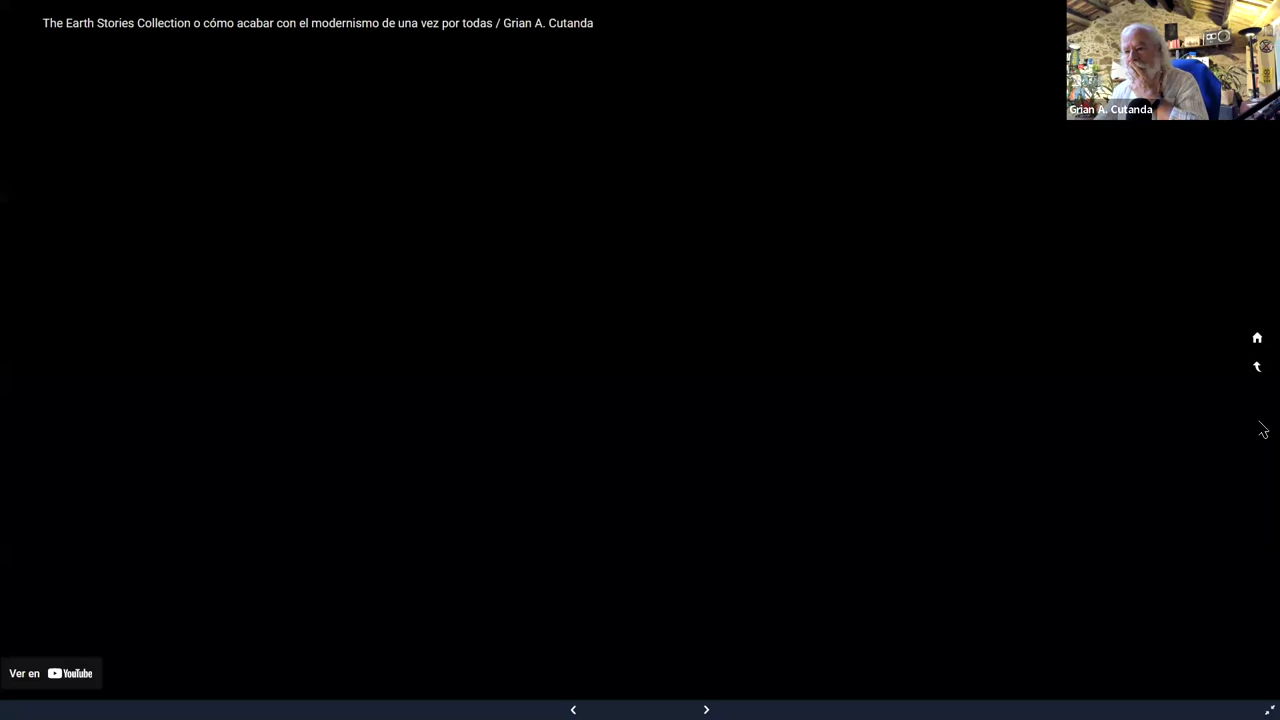 The Earth Stories Collection o cómo acabar con el modernismo de una vez por todas / Grian A. Cutanda
Grian A. Cutanda
Ver en YouTube